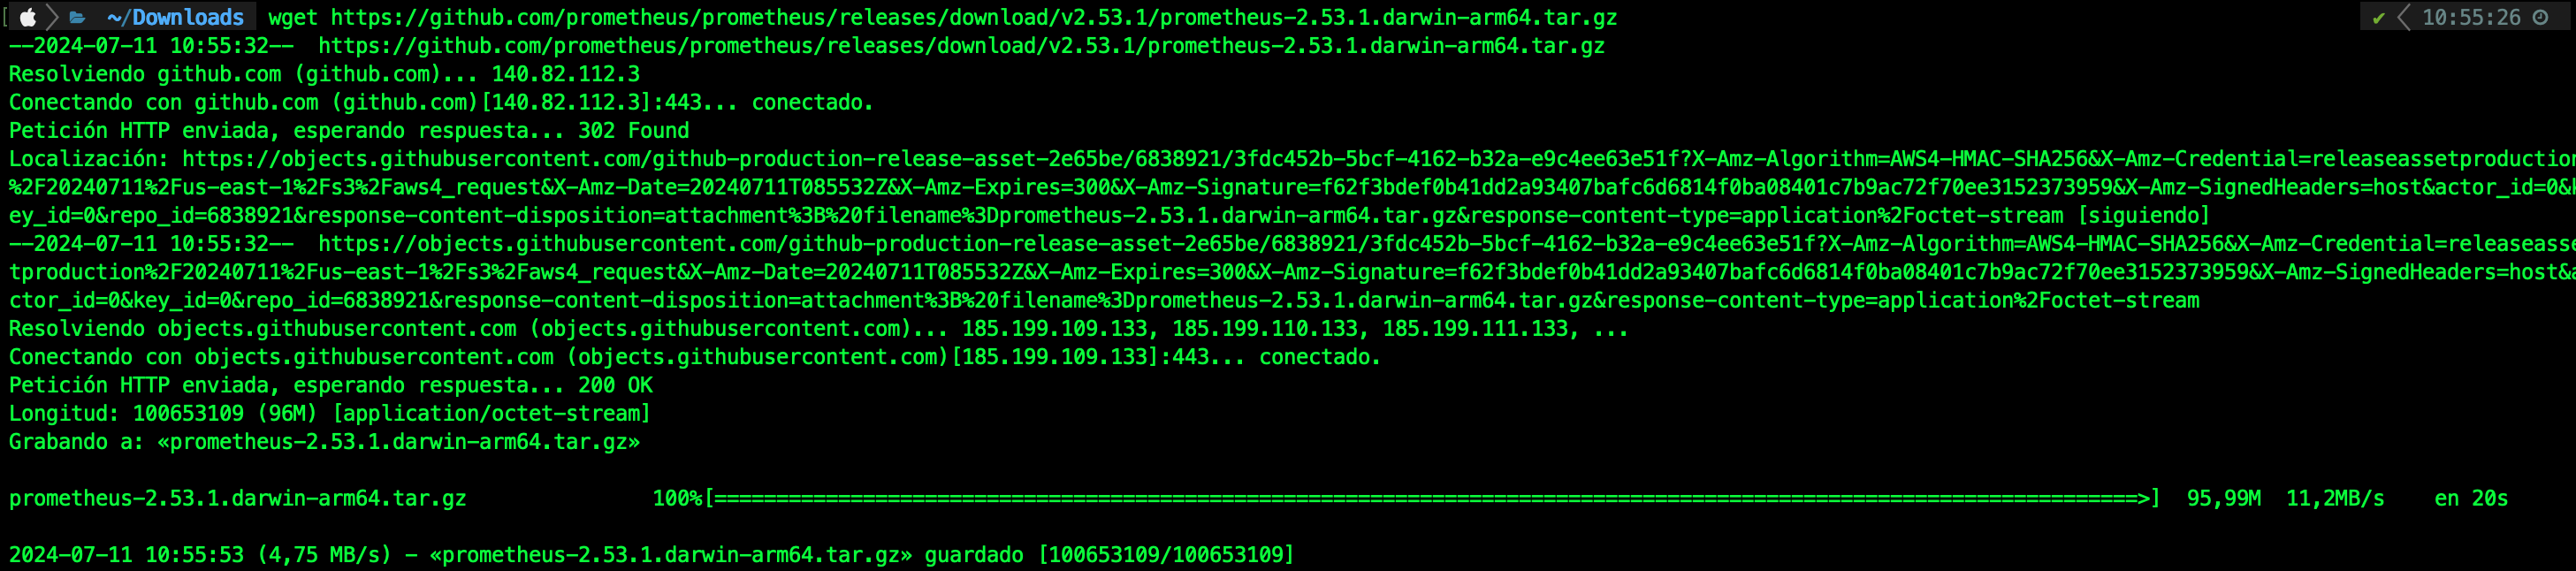 ~/Downloads wget https://github.com/prometheus/prometheus/releases/download/v2.53.1/prometheus-2.53.1.darwin-arm64.tar.gz ✔ 10:55:26
--2024-07-11 10:55:32-- https://github.com/prometheus/prometheus/releases/download/v2.53.1/prometheus-2.53.1.darwin-arm64.tar.gz
Resolviendo github.com (github.com)... 140.82.112.3
Conectando con github.com (github.com)[140.82.112.3]:443... conectado.
Petición HTTP enviada, esperando respuesta... 302 Found
Localización: https://objects.githubusercontent.com/github-production-release-asset-2e65be/6838921/3fdc452b-5bcf-4162-b32a-e9c4ee63e51f?X-Amz-Algorithm=AWS4-HMAC-SHA256&X-Amz-Credential=releaseassetproduction
%2F20240711%2Fus-east-1%2Fs3%2Faws4_request&X-Amz-Date=20240711T085532Z&X-Amz-Expires=300&X-Amz-Signature=f62f3bdef0b41dd2a93407bafc6d6814f0ba08401c7b9ac72f70ee3152373959&X-Amz-SignedHeaders=host&actor_id=0&k
ey_id=0&repo_id=6838921&response-content-disposition=attachment%3B%20filename%3Dprometheus-2.53.1.darwin-arm64.tar.gz&response-content-type=application%2Foctet-stream [siguiendo]
--2024-07-11 10:55:32-- https://objects.githubusercontent.com/github-production-release-asset-2e65be/6838921/3fdc452b-5bcf-4162-b32a-e9c4ee63e51f?X-Amz-Algorithm=AWS4-HMAC-SHA256&X-Amz-Credential=releaseasse
tproduction%2F20240711%2Fus-east-1%2Fs3%2Faws4_request&X-Amz-Date=20240711T085532Z&X-Amz-Expires=300&X-Amz-Signature=f62f3bdef0b41dd2a93407bafc6d6814f0ba08401c7b9ac72f70ee3152373959&X-Amz-SignedHeaders=host&a
ctor_id=0&key_id=0&repo_id=6838921&response-content-disposition=attachment%3B%20filename%3Dprometheus-2.53.1.darwin-arm64.tar.gz&response-content-type=application%2Foctet-stream
Resolviendo objects.githubusercontent.com (objects.githubusercontent.com)... 185.199.109.133, 185.199.110.133, 185.199.111.133, ...
Conectando con objects.githubusercontent.com (objects.githubusercontent.com)[185.199.109.133]:443... conectado.
Petición HTTP enviada, esperando respuesta... 200 OK
Longitud: 100653109 (96M) [application/octet-stream]
Grabando a: «prometheus-2.53.1.darwin-arm64.tar.gz»
prometheus-2.53.1.darwin-arm64.tar.gz 100%[===================================================================================================================>] 95,99M 11,2MB/s en 20s
2024-07-11 10:55:53 (4,75 MB/s) - «prometheus-2.53.1.darwin-arm64.tar.gz» guardado [100653109/100653109]